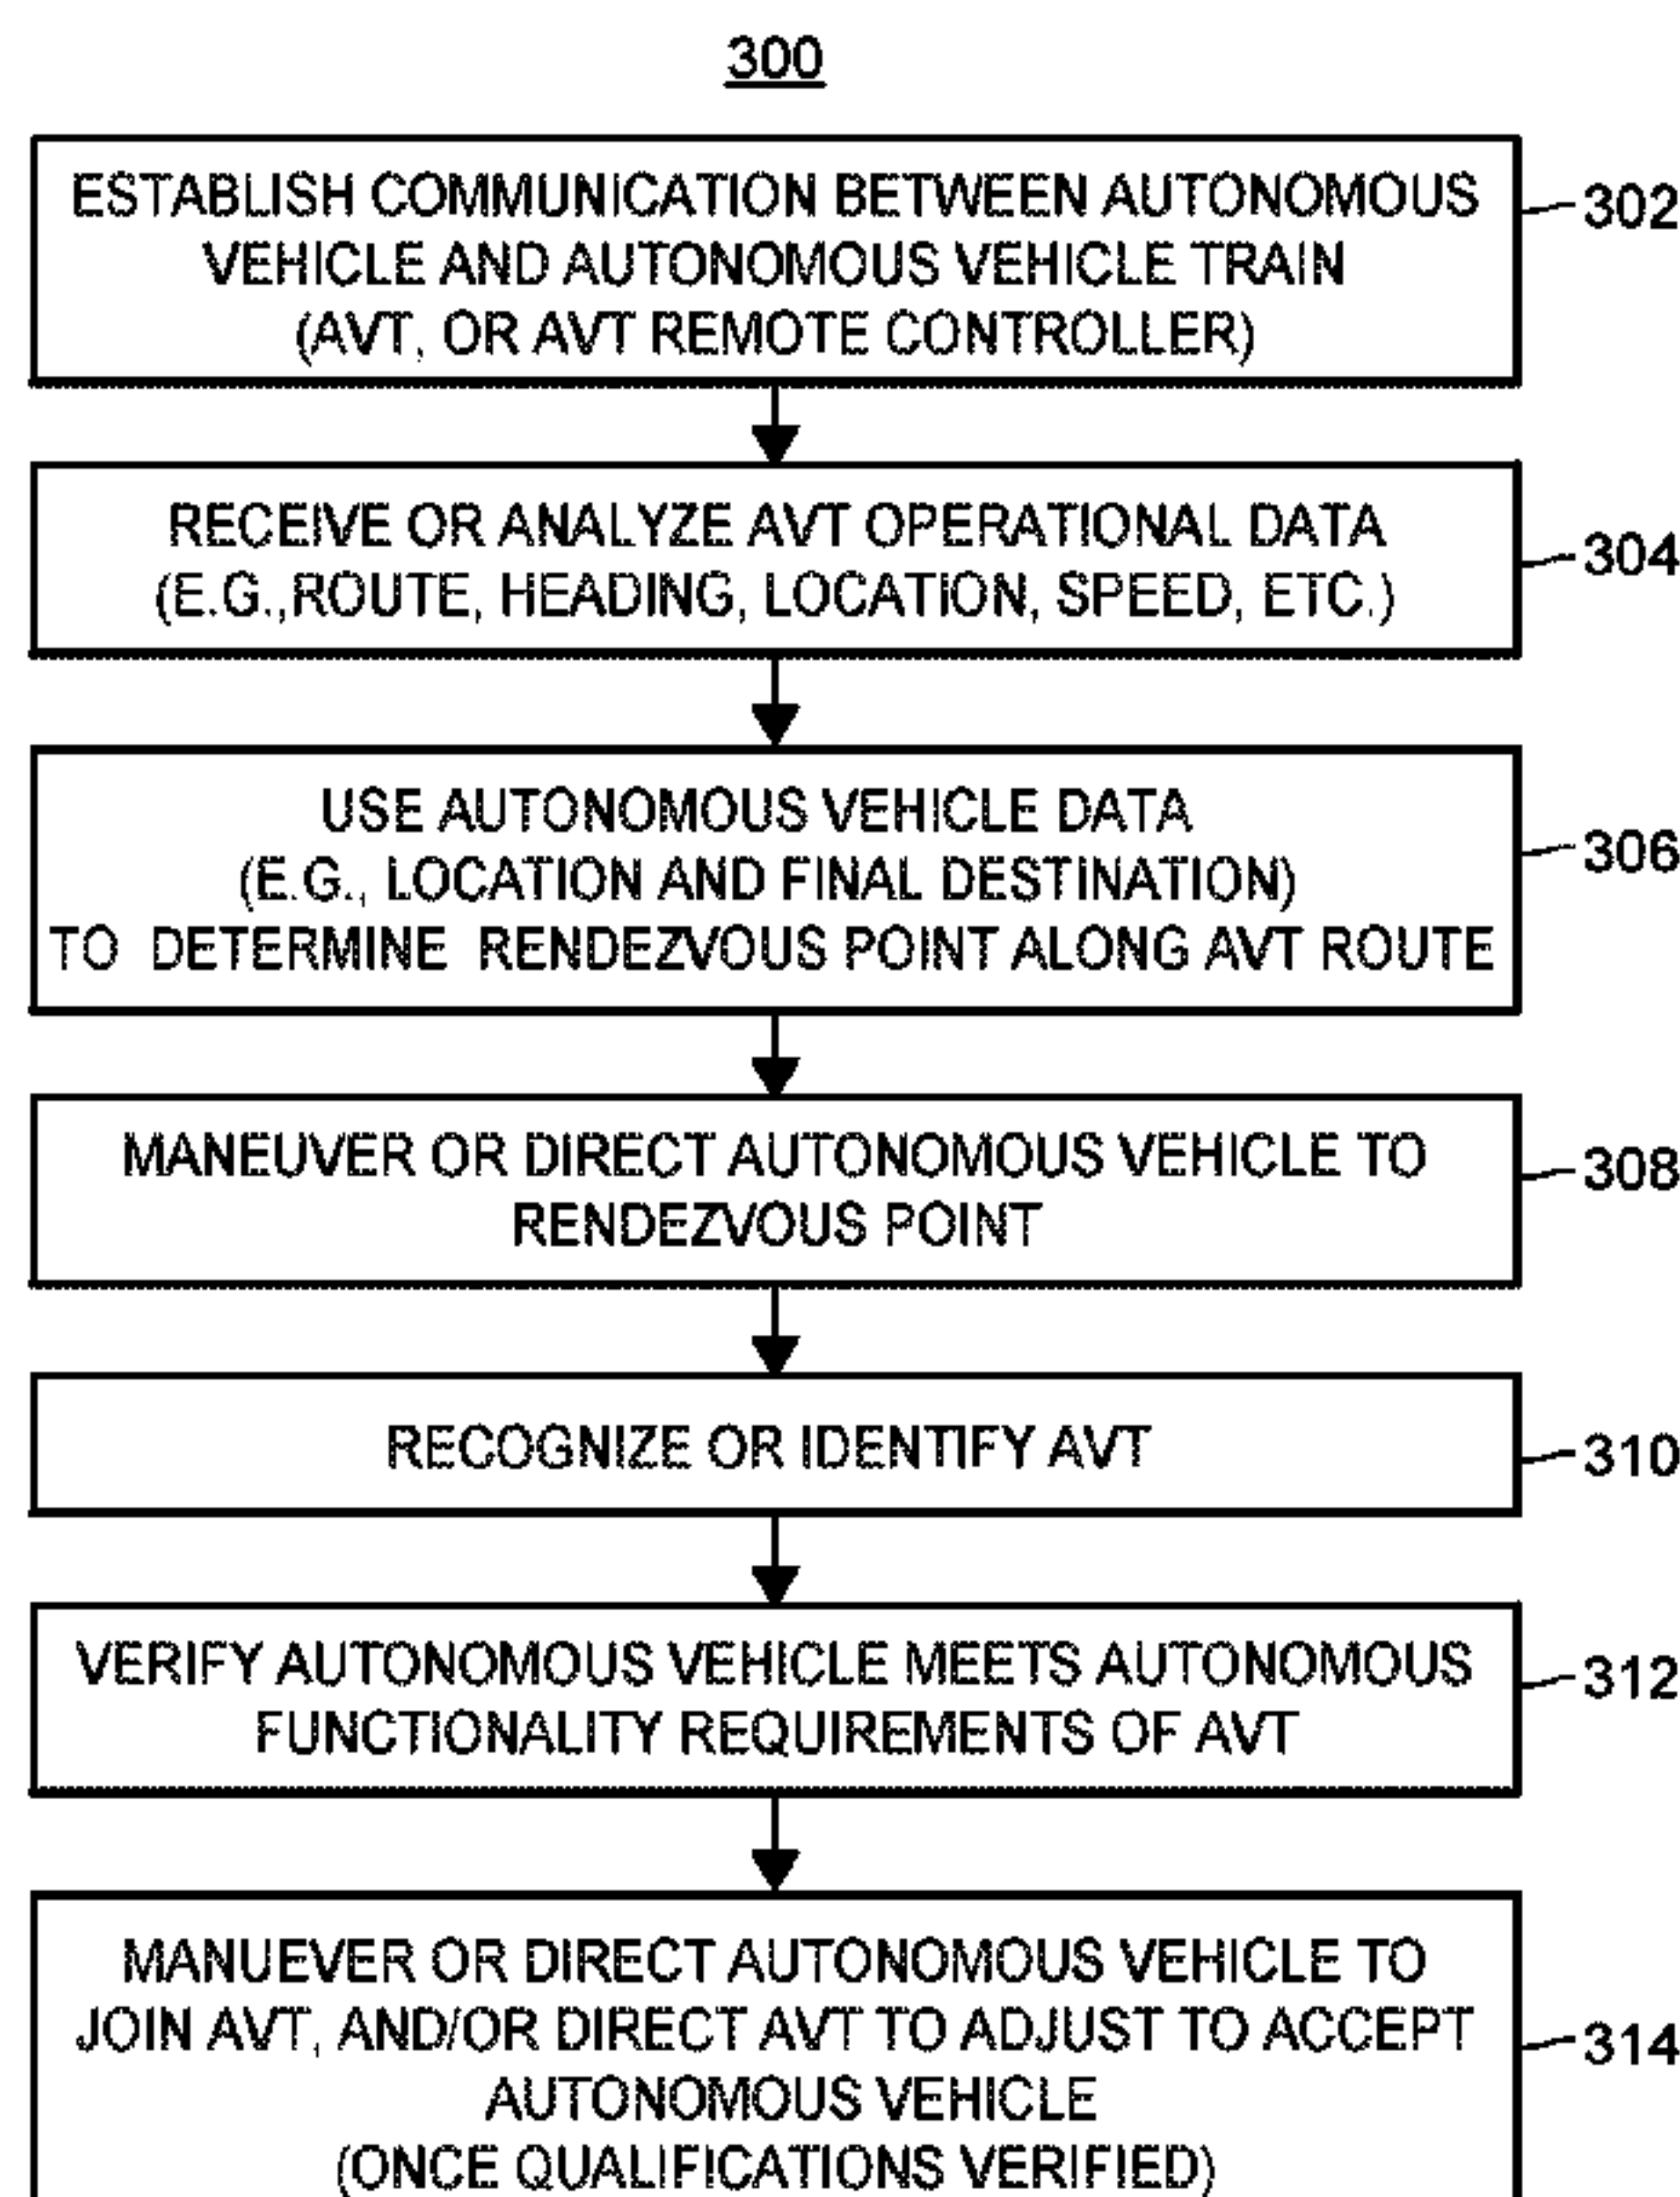 300
ESTABLISH COMMUNICATION BETWEEN AUTONOMOUS
VEHICLE AND AUTONOMOUS VEHICLE TRAIN
(AVT, OR AVT REMOTE CONTROLLER)
302
RECEIVE OR ANALYZE AVT OPERATIONAL DATA
(E.G.,ROUTE, HEADING, LOCATION, SPEED, ETC.)
304
USE AUTONOMOUS VEHICLE DATA
(E.G., LOCATION AND FINAL DESTINATION)
TO DETERMINE RENDEZVOUS POINT ALONG AVT ROUTE
306
MANEUVER OR DIRECT AUTONOMOUS VEHICLE TO
RENDEZVOUS POINT
308
RECOGNIZE OR IDENTIFY AVT
310
VERIFY AUTONOMOUS VEHICLE MEETS AUTONOMOUS
FUNCTIONALITY REQUIREMENTS OF AVT
312
MANUEVER OR DIRECT AUTONOMOUS VEHICLE TO
JOIN AVT, AND/OR DIRECT AVT TO ADJUST TO ACCEPT
AUTONOMOUS VEHICLE
(ONCE QUALIFICATIONS VERIFIED)
314